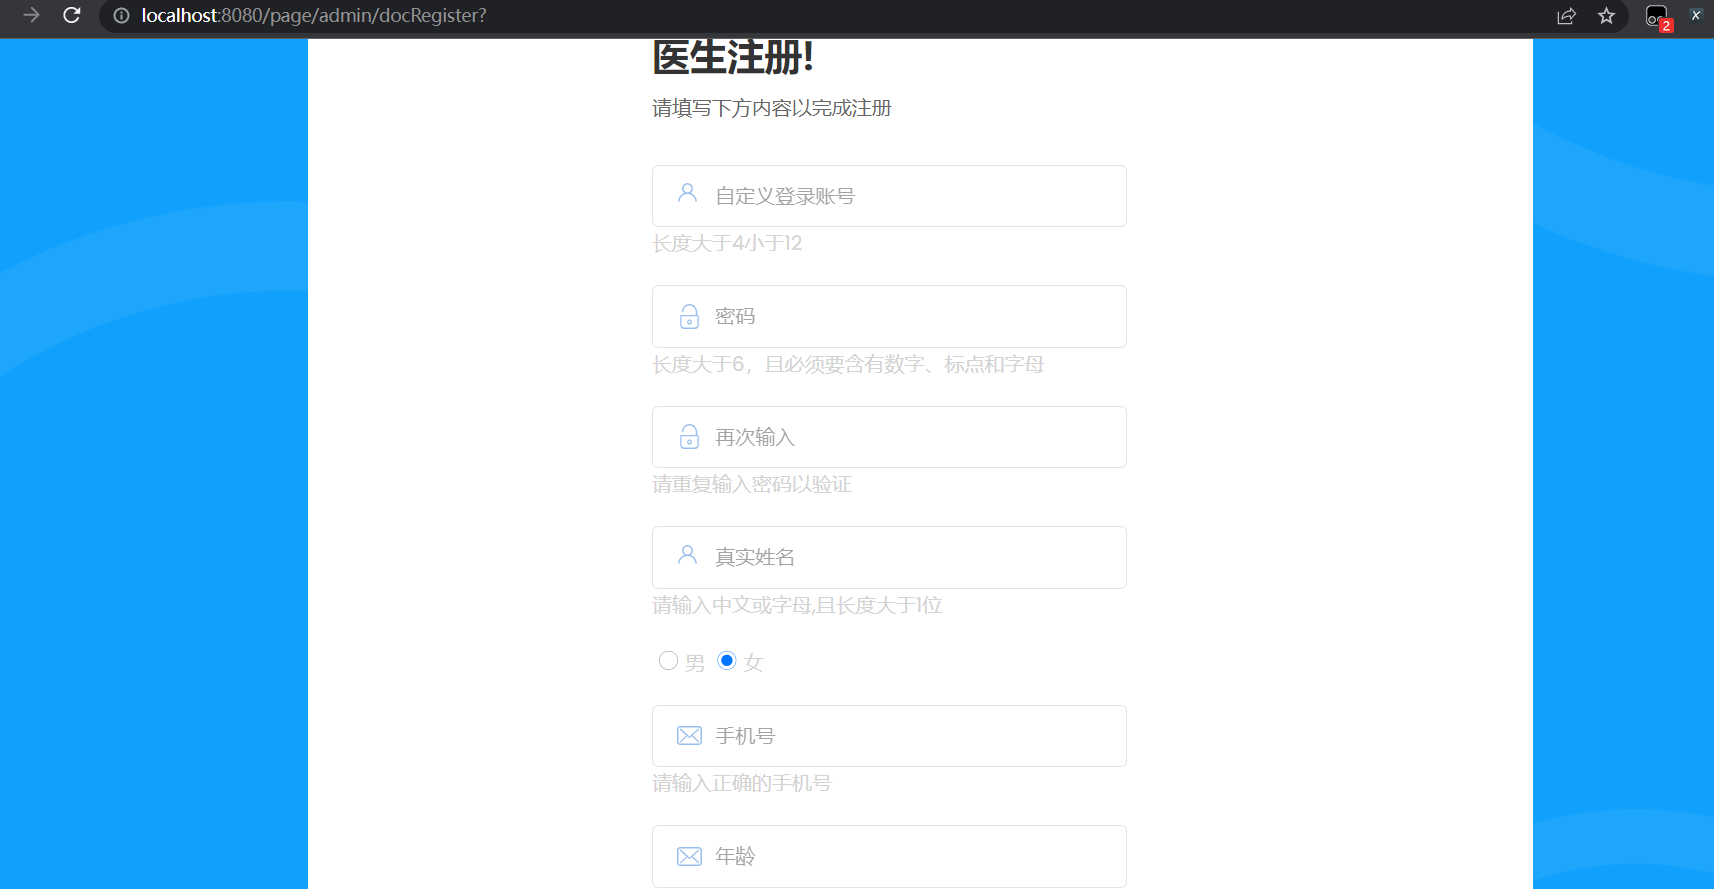 localhost:8080/page/admin/docRegister?
2
X
医生注册!
请填写下方内容以完成注册
自定义登录账号
长度大于4小于12
密码
长度大于6，且必须要含有数字、标点和字母
再次输入
请重复输入密码以验证
真实姓名
请输入中文或字母,且长度大于1位
男 女
手机号
请输入正确的手机号
年龄